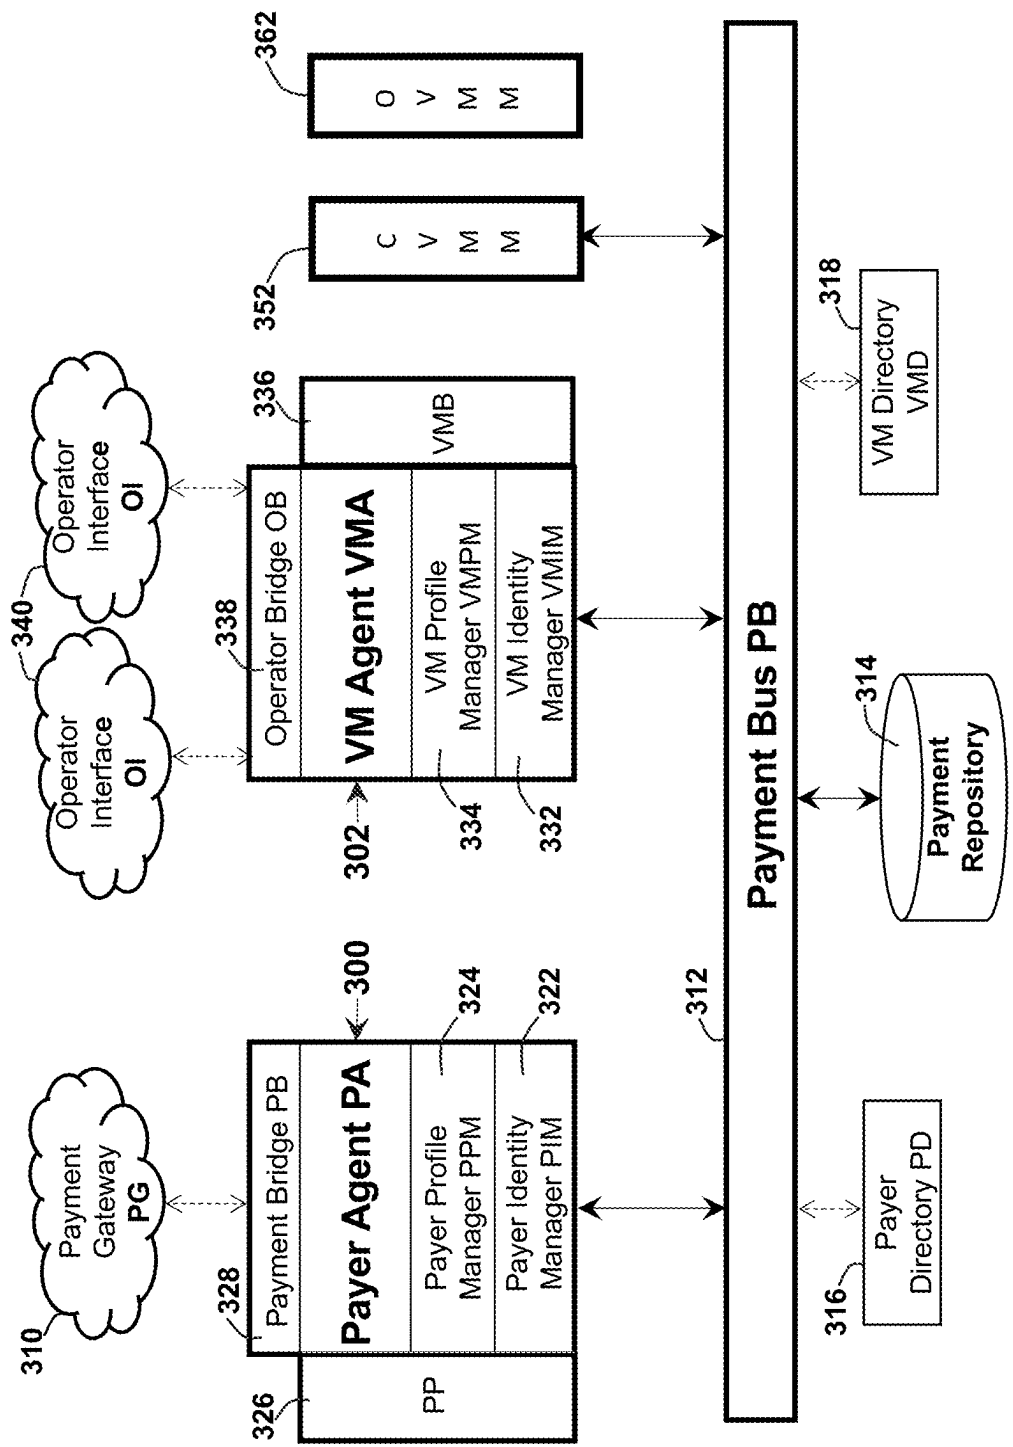 310
Payment
Gateway
PG
340
Operator
Interface
OI
Operator
Interface
OI
328
Payment Bridge PB
Payer Agent PA
Payer Profile
Manager PPM
Payer Identity
Manager PIM
326
PP
300
324
322
338
Operator Bridge OB
VM Agent VMA
VM Profile
Manager VMPM
VM Identity
Manager VMIM
302
334
332
336
VMB
352
C
V
M
M
362
O
V
M
M
312
Payment Bus PB
316
Payer
Directory PD
314
Payment
Repository
318
VM Directory
VMD